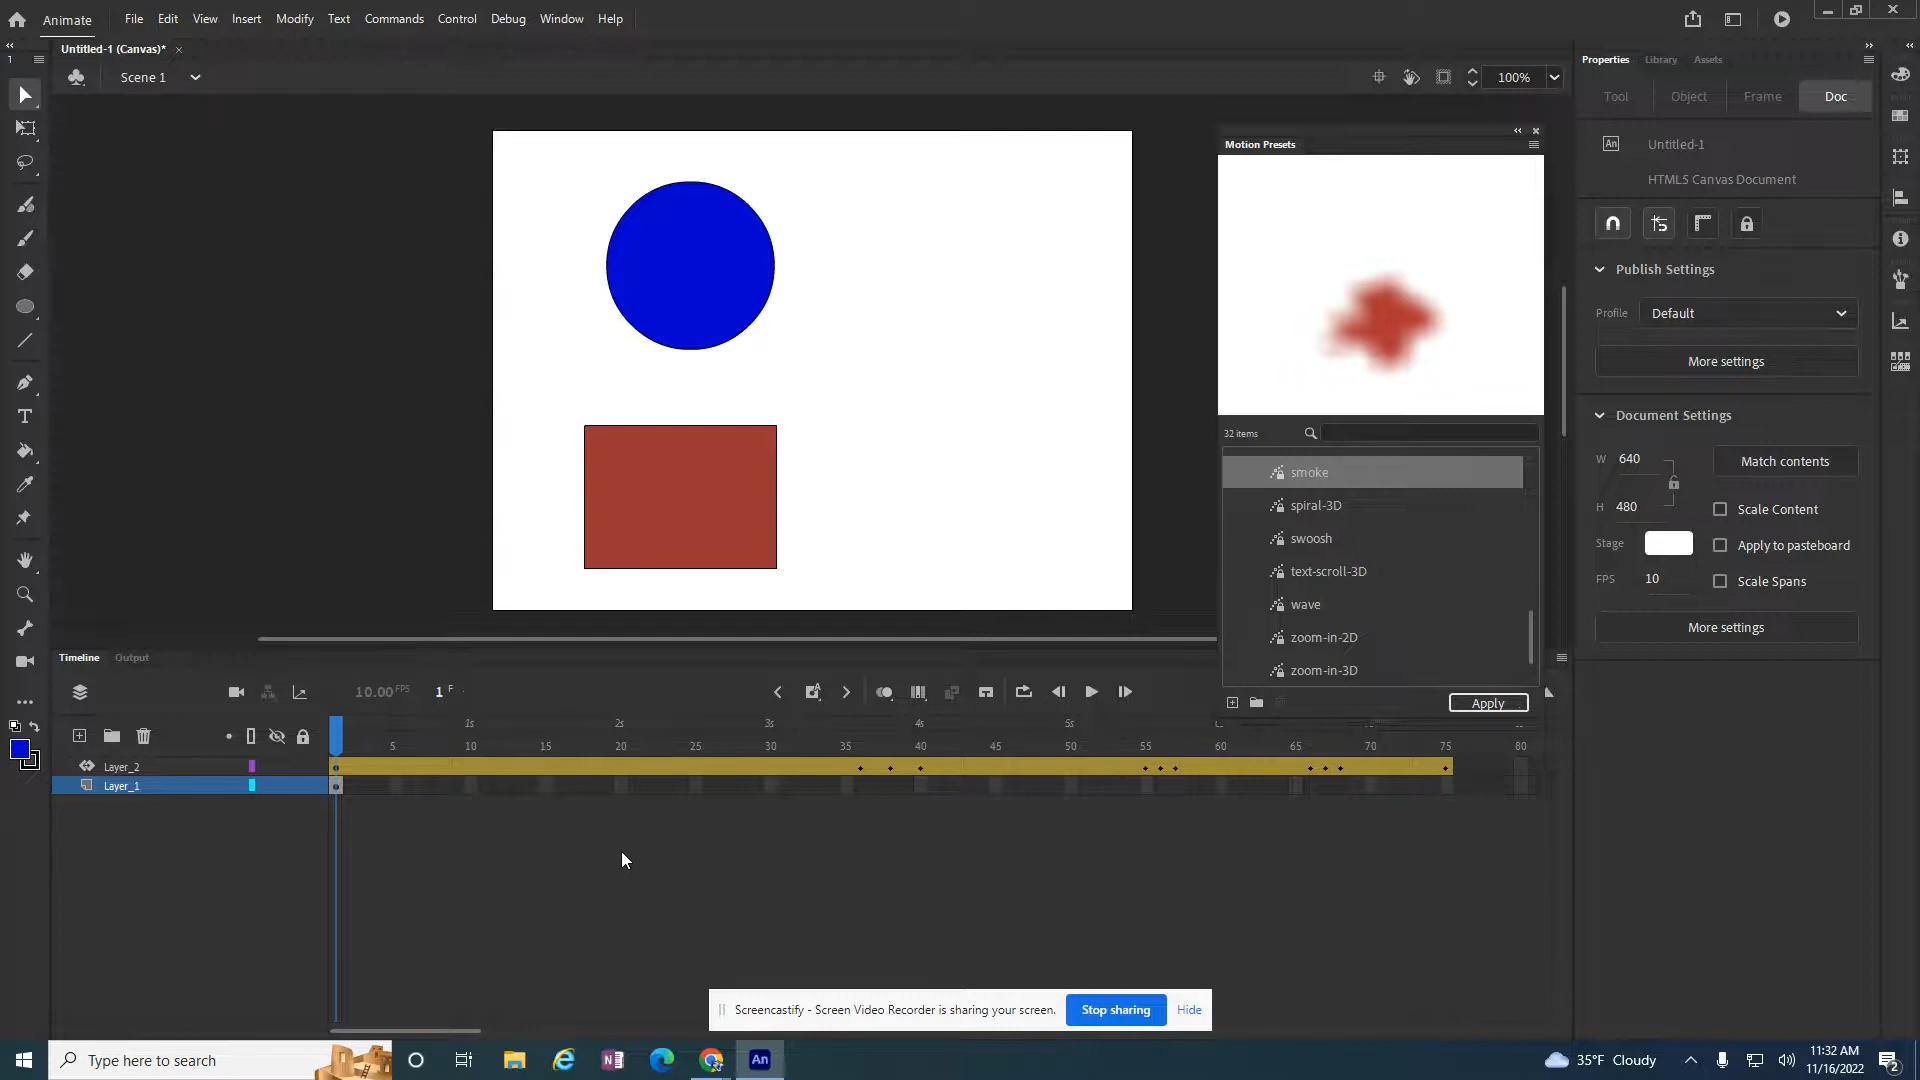 Animate File Edit View Insert Modify Text Commands Control Debug Window Help
Untitled-1 (Canvas)* ×
1
Scene 1
100%
Properties Library Assets
Tool Object Frame Doc
Motion Presets
An Untitled-1
HTML5 Canvas Document
Publish Settings
Profile Default
More settings
Document Settings
W 640
Match contents
H 480
Scale Content
Stage
Apply to pasteboard
FPS 10
Scale Spans
More settings
32 items
smoke
spiral-3D
swoosh
text-scroll-3D
wave
zoom-in-2D
zoom-in-3D
Apply
T
Timeline Output
10.00 FPS 1 F
1s 2s 3s 4s 5s
5 10 15 20 25 30 35 40 45 50 55 60 65 70 75 80
Layer_2
Layer_1
Screencastify - Screen Video Recorder is sharing your screen. Stop sharing Hide
Type here to search
An
35°F Cloudy
11:32 AM
11/16/2022
2